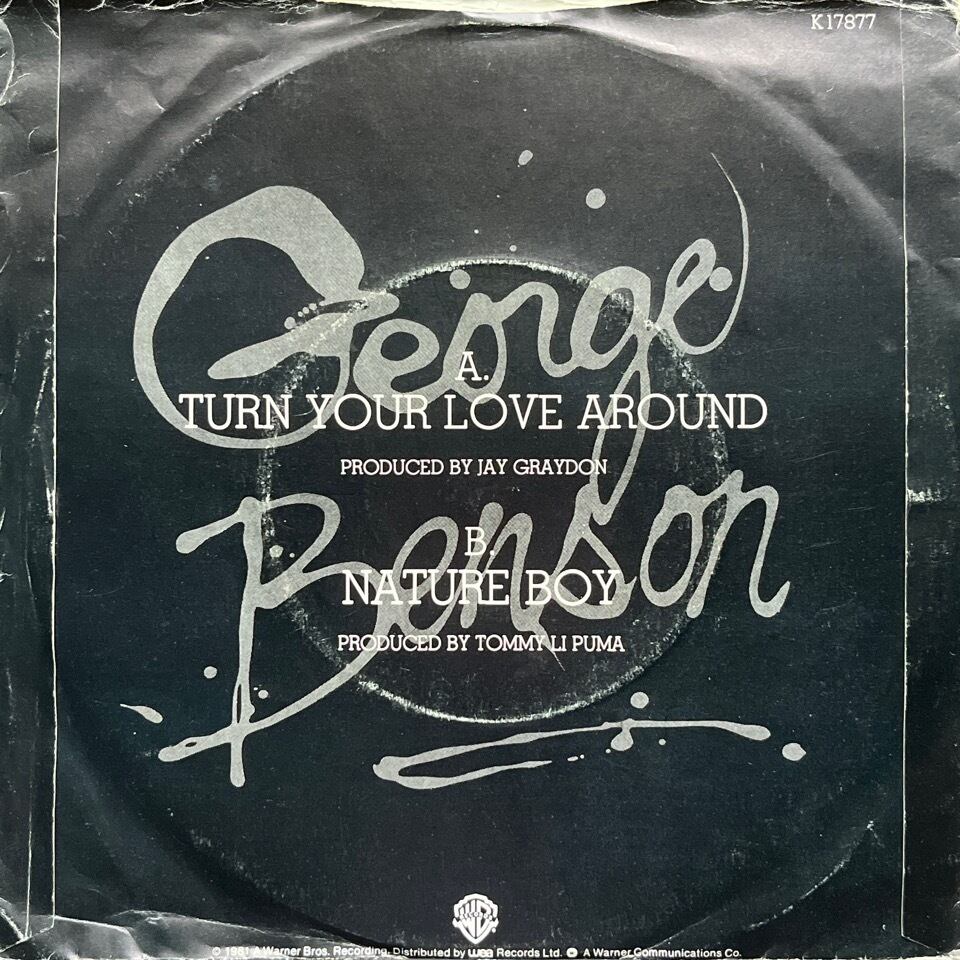 K17877
George
A.
TURN YOUR LOVE AROUND
PRODUCED BY JAY GRAYDON
Benson
B.
NATURE BOY
PRODUCED BY TOMMY LI PUMA
℗ 1981 A Warner Bros. Recording. Distributed by wea Records Ltd. A Warner Communications Co.